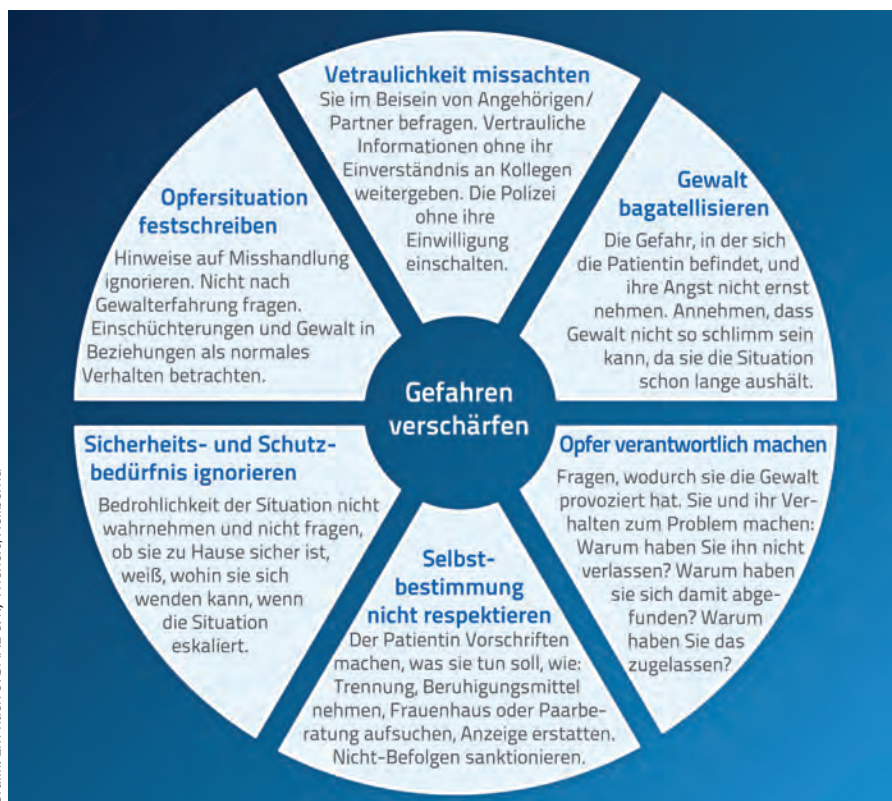 Vetraulichkeit missachten
Sie im Beisein von Angehörigen/
Partner befragen. Vertrauliche
Informationen ohne ihr
Einverständnis an Kollegen
weitergeben. Die Polizei
ohne ihre
Einwilligung
einschalten.
Gewalt
bagatellisieren
Die Gefahr, in der sich
die Patientin befindet, und
ihre Angst nicht ernst
nehmen. Annehmen, dass
Gewalt nicht so schlimm sein
kann, da sie die Situation
schon lange aushält.
Opfer verantwortlich machen
Fragen, wodurch sie die Gewalt
provoziert hat. Sie und ihr Ver-
halten zum Problem machen:
Warum haben Sie ihn nicht
verlassen? Warum haben
sie sich damit abge-
funden? Warum
haben Sie das
zugelassen?
Selbst-
bestimmung
nicht respektieren
Der Patientin Vorschriften
machen, was sie tun soll, wie:
Trennung, Beruhigungsmittel
nehmen, Frauenhaus oder Paarbe-
ratung aufsuchen, Anzeige erstatten.
Nicht-Befolgen sanktionieren.
Sicherheits- und Schutz-
bedürfnis ignorieren
Bedrohlichkeit der Situation nicht
wahrnehmen und nicht fragen,
ob sie zu Hause sicher ist,
weiß, wohin sie sich
wenden kann, wenn
die Situation
eskaliert.
Opfersituation
festschreiben
Hinweise auf Misshandlung
ignorieren. Nicht nach
Gewalterfahrung fragen.
Einschüchterungen und Gewalt in
Beziehungen als normales
Verhalten betrachten.
Gefahren
verschärfen